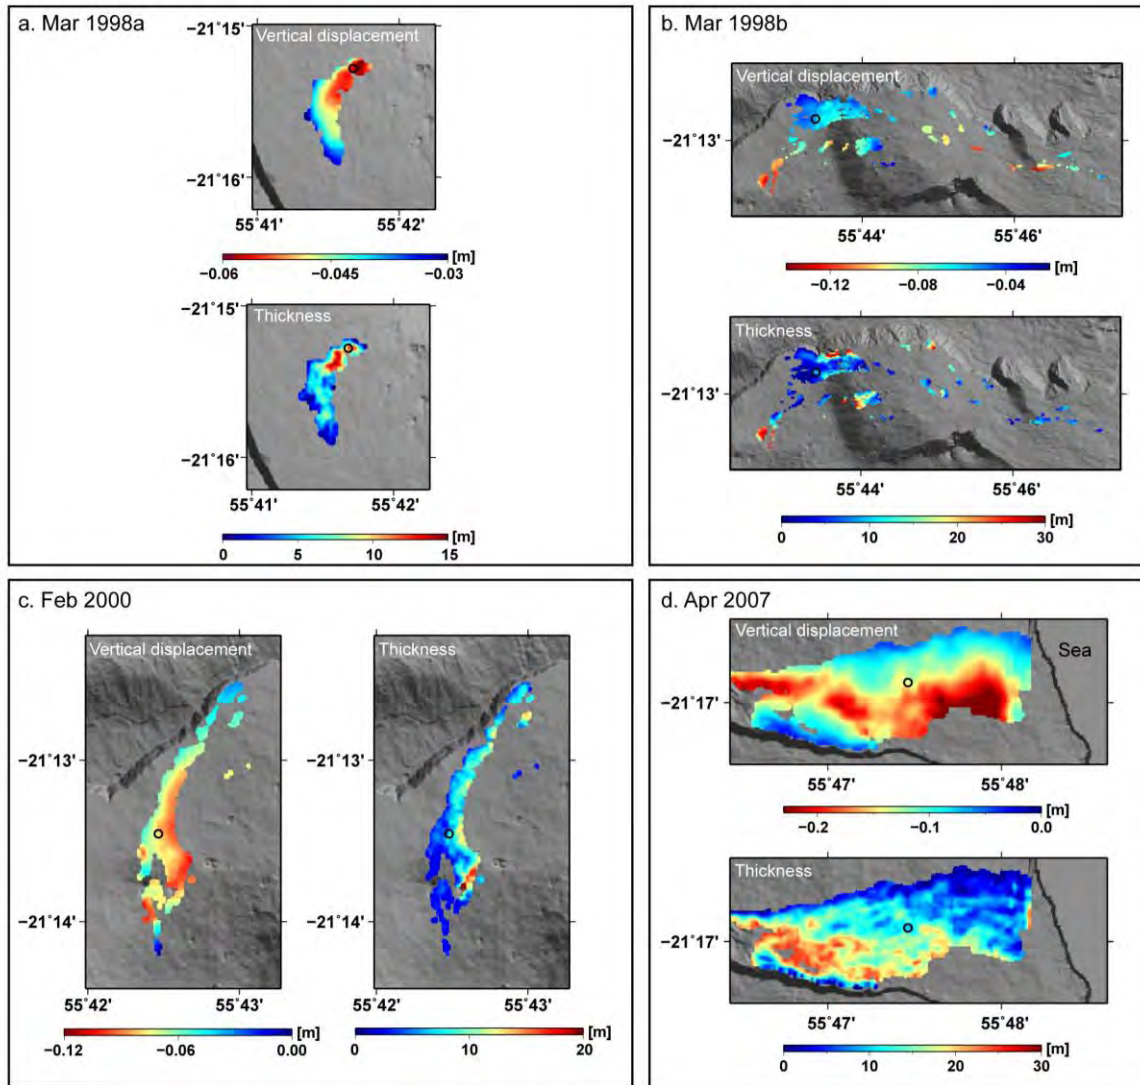 a. Mar 1998a
Vertical displacement
−21˚15'
−21˚16'
55˚41' 55˚42'
[m]
−0.06 −0.045 −0.03
Thickness
−21˚15'
−21˚16'
55˚41' 55˚42'
[m]
0 5 10 15
b. Mar 1998b
Vertical displacement
−21˚13'
55˚44' 55˚46'
[m]
−0.12 −0.08 −0.04
Thickness
−21˚13'
55˚44' 55˚46'
[m]
0 10 20 30
c. Feb 2000
Vertical displacement
−21˚13'
−21˚14'
55˚42' 55˚43'
[m]
−0.12 −0.06 0.00
Thickness
−21˚13'
−21˚14'
55˚42' 55˚43'
[m]
0 10 20
d. Apr 2007
Vertical displacement
Sea
−21˚17'
55˚47' 55˚48'
[m]
−0.2 −0.1 0.0
Thickness
−21˚17'
55˚47' 55˚48'
[m]
0 10 20 30